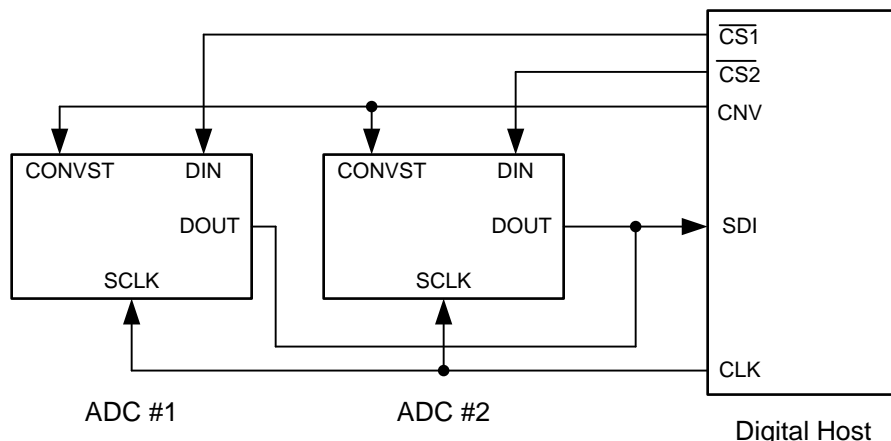 CS1
CS2
CNV
CONVST DIN CONVST DIN
DOUT DOUT SDI
SCLK SCLK
CLK
ADC #1 ADC #2
Digital Host